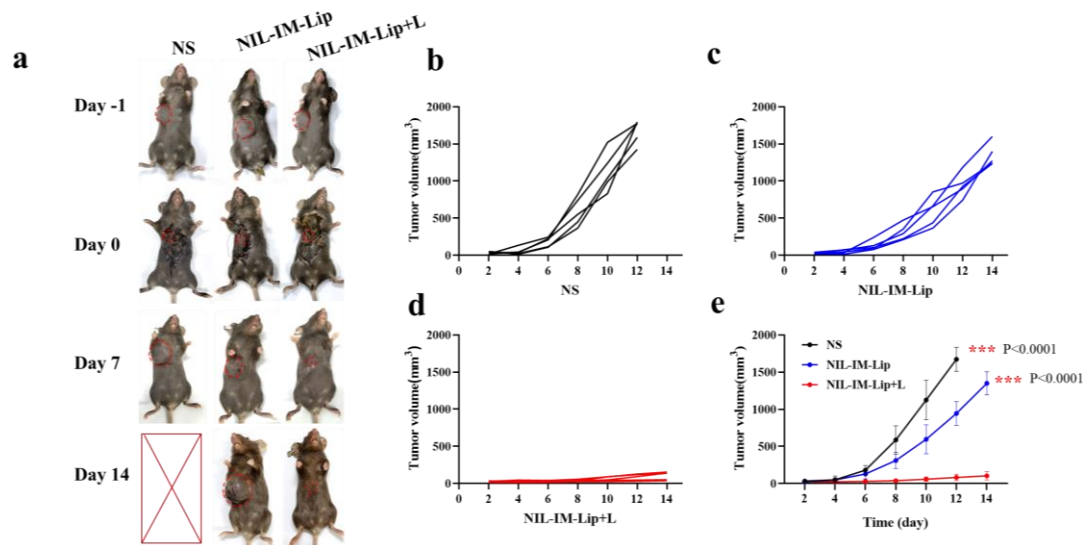 a
NS
NIL-IM-Lip
NIL-IM-Lip+L
Day -1
Day 0
Day 7
Day 14
b
Tumor volume(mm³)
2000
1500
1000
500
0
0 2 4 6 8 10 12 14
NS
c
Tumor volume(mm³)
2000
1500
1000
500
0
0 2 4 6 8 10 12 14
NIL-IM-Lip
d
Tumor volume(mm³)
2000
1500
1000
500
0
0 2 4 6 8 10 12 14
NIL-IM-Lip+L
e
Tumor volume(mm³)
2000
1500
1000
500
0
2 4 6 8 10 12 14
Time (day)
NS
NIL-IM-Lip
NIL-IM-Lip+L
*** P<0.0001
*** P<0.0001